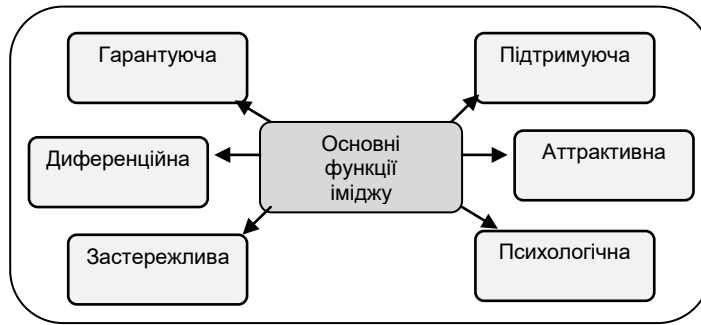 Гарантуюча
Підтримуюча
Основні
функції
іміджу
Диференційна
Аттрактивна
Застережлива
Психологічна